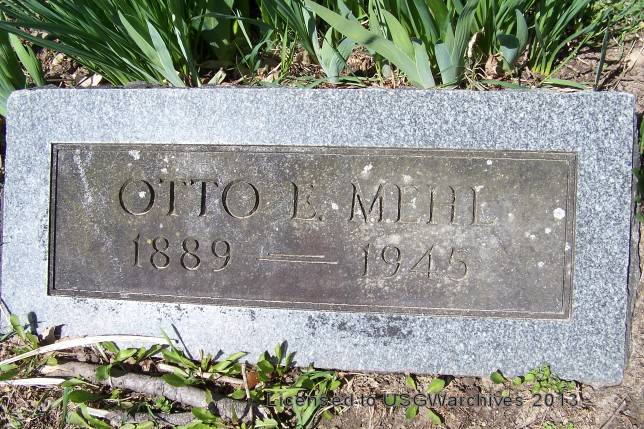 OTTO E. MEHL
1889 — 1945
Licensed to USGWarchives 2013